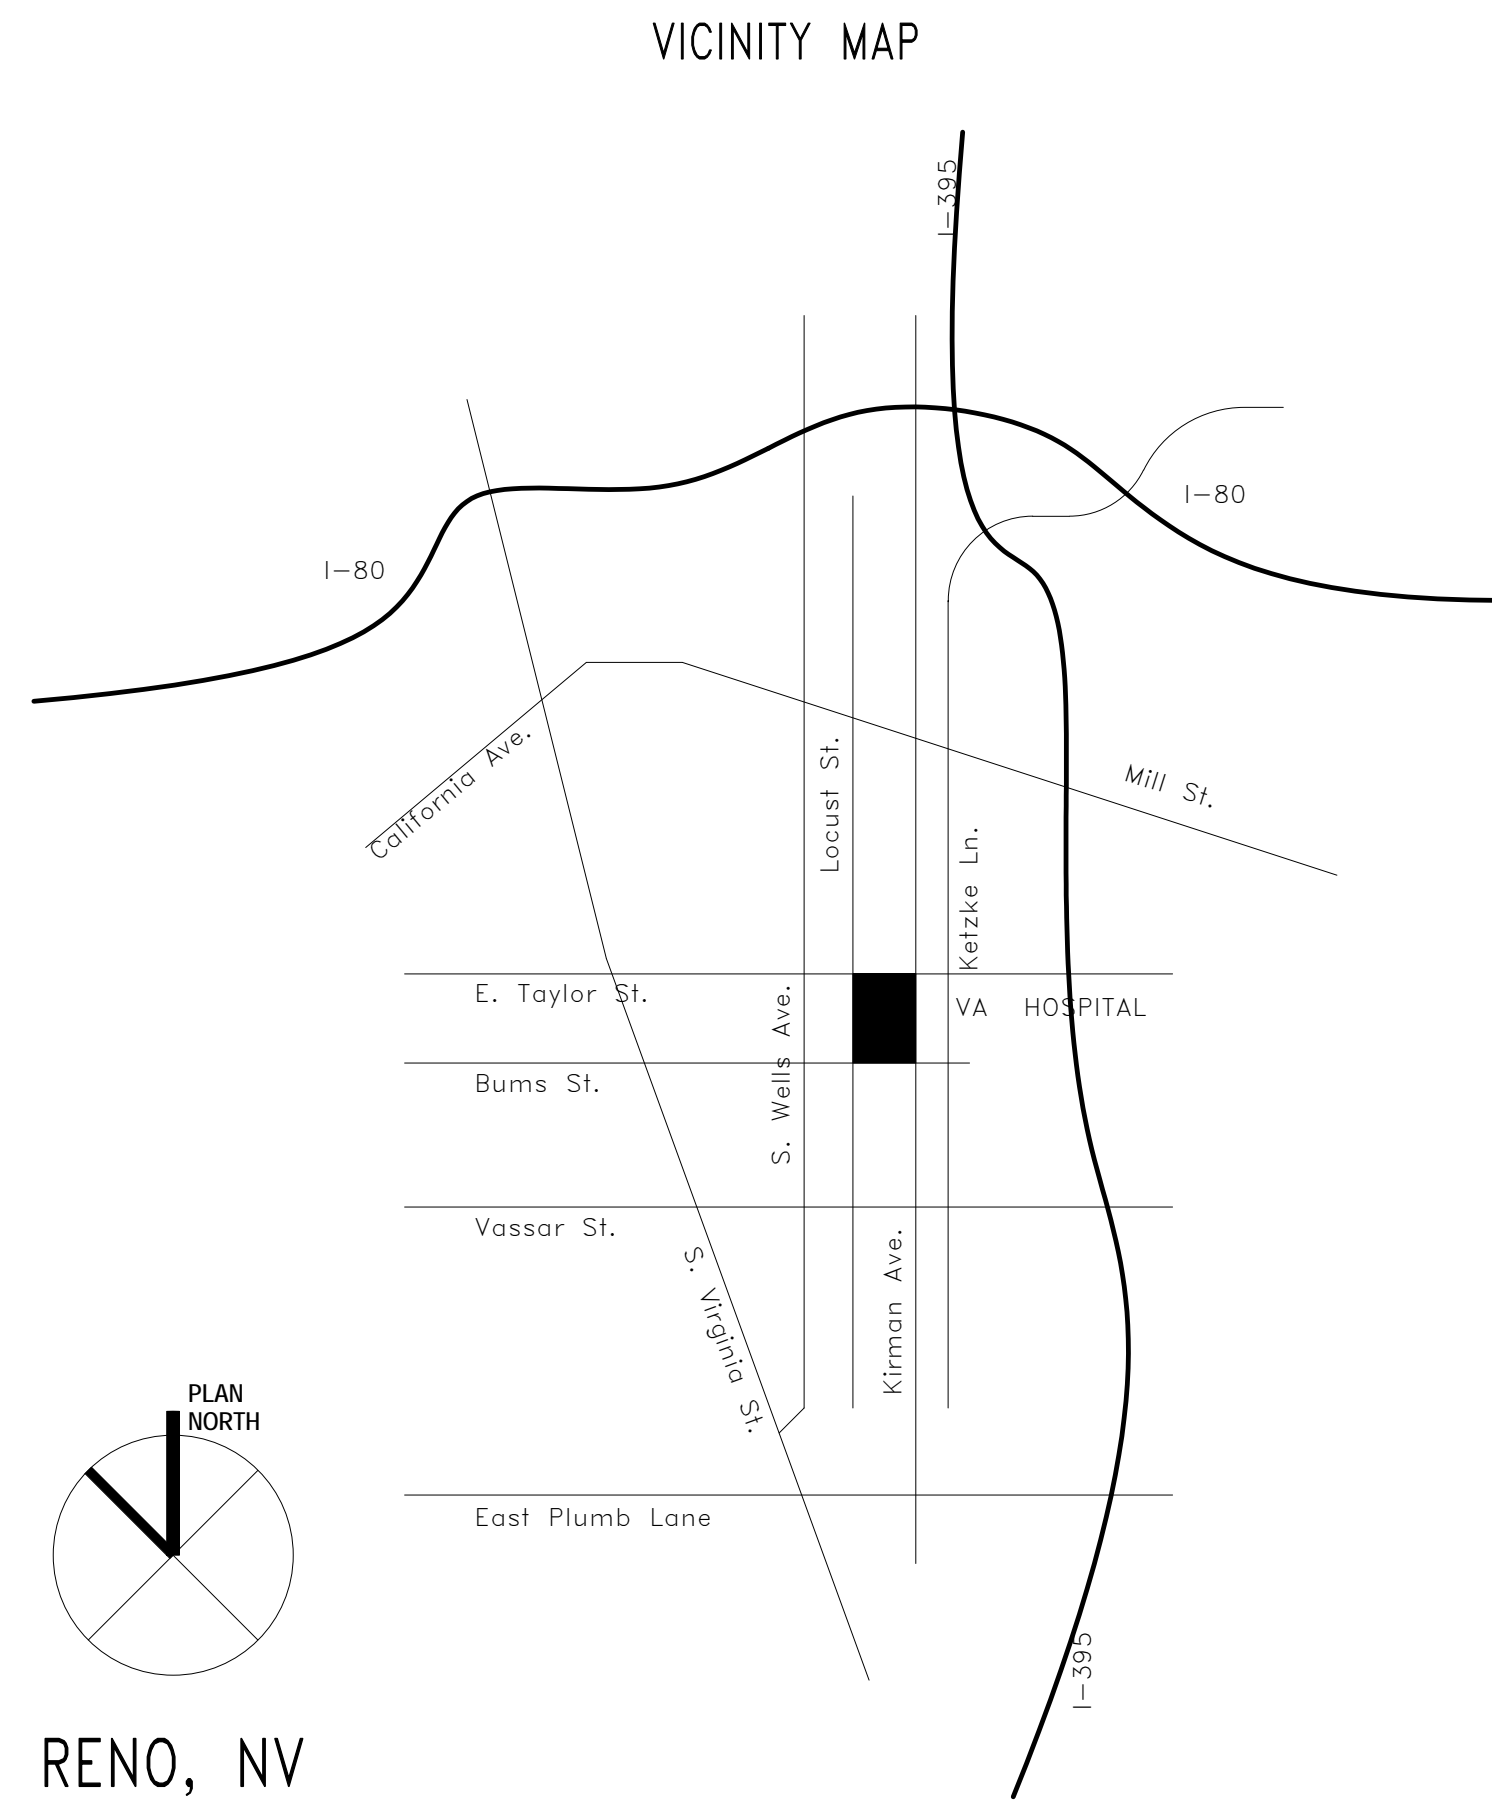 VICINITY MAP
I-395
I-80
I-80
California Ave.
Mill St.
Locust St.
Ketzke Ln.
E. Taylor St.
VA HOSPITAL
S. Wells Ave.
Bums St.
Vassar St.
S. Virginia St.
Kirman Ave.
PLAN
NORTH
East Plumb Lane
I-395
RENO, NV